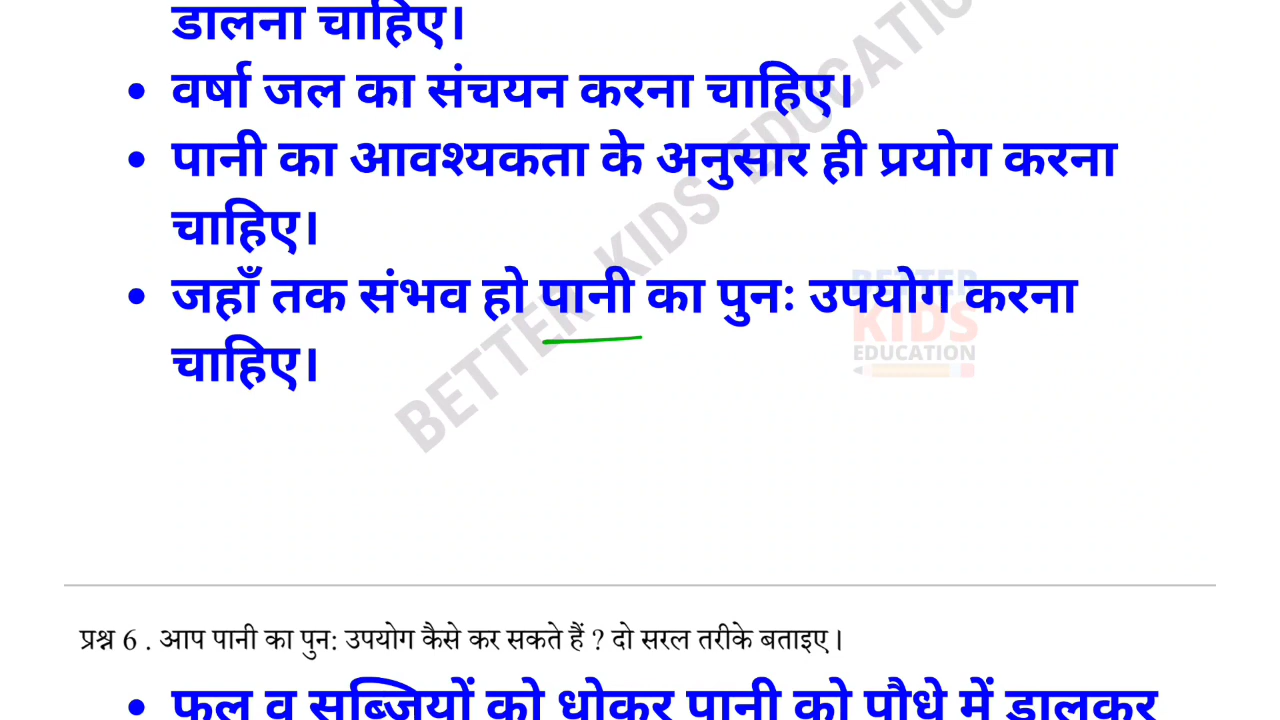 डालना चाहिए।
• वर्षा जल का संचयन करना चाहिए।
• पानी का आवश्यकता के अनुसार ही प्रयोग करना
चाहिए।
• जहाँ तक संभव हो पानी का पुनः उपयोग करना
चाहिए।
BETTER KIDS EDUCATION
BETTER
KIDS
EDUCATION
प्रश्न 6 . आप पानी का पुन: उपयोग कैसे कर सकते हैं ? दो सरल तरीके बताइए।
• फल व सब्जियों को धोकर पानी को पौधे में डालकर